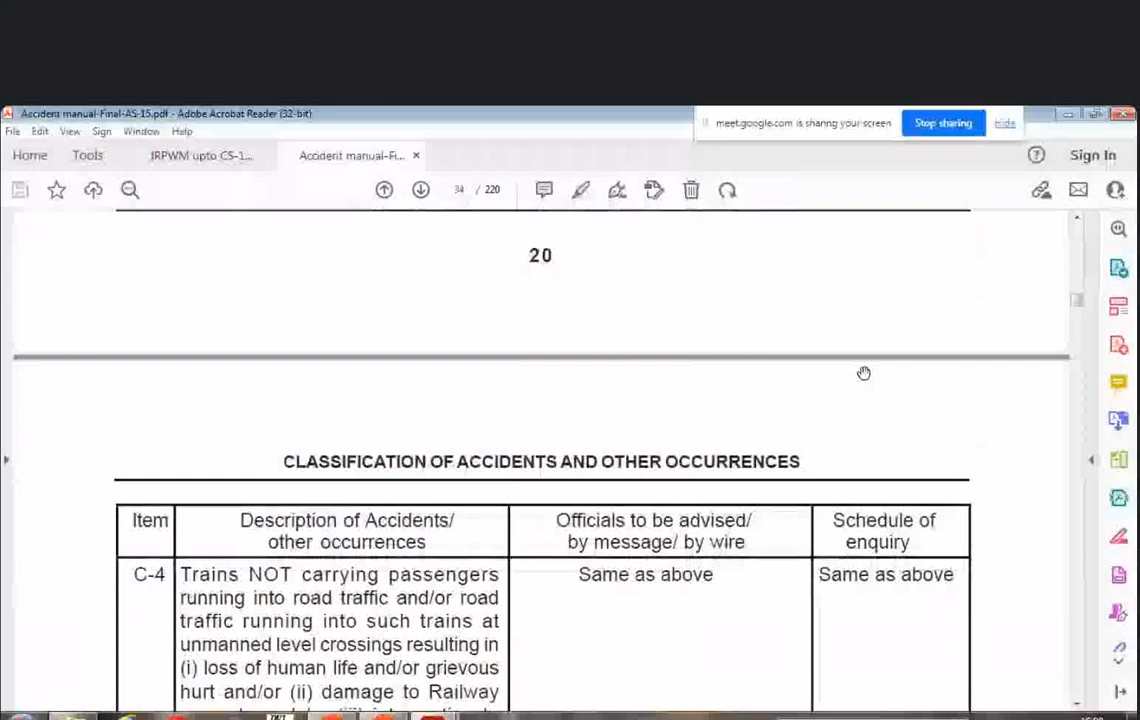 Accident manual-Final-AS-15.pdf - Adobe Acrobat Reader (32-bit)
File Edit View Sign Window Help
meet.google.com is sharing your screen
Stop sharing
Hide
Home Tools IRPWM upto CS-1... Accident manual-Fi... ×
Sign In
34 / 220
20
CLASSIFICATION OF ACCIDENTS AND OTHER OCCURRENCES
Item
Description of Accidents/
other occurrences
Officials to be advised/
by message/ by wire
Schedule of
enquiry
C-4
Trains NOT carrying passengers
running into road traffic and/or road
traffic running into such trains at
unmanned level crossings resulting in
(i) loss of human life and/or grievous
hurt and/or (ii) damage to Railway
Same as above
Same as above